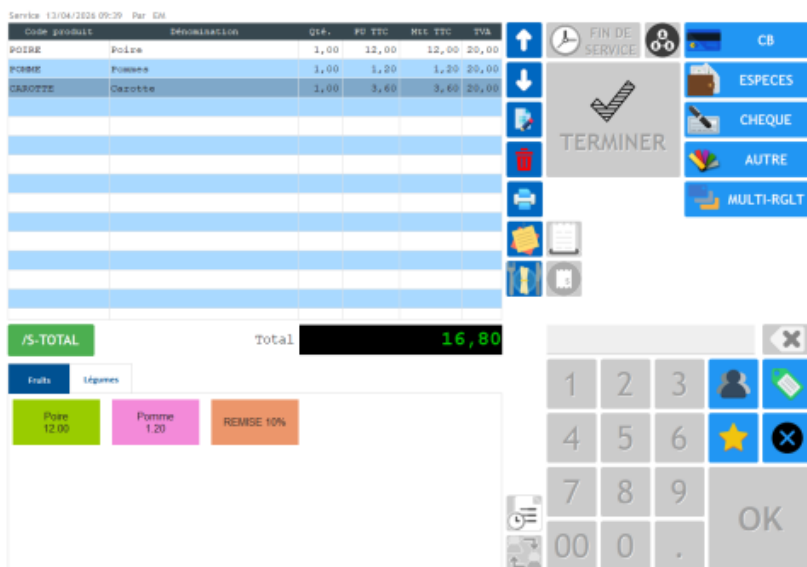 Service 13/04/2026 09:39 Par EM
Code produit Dénomination Qté. PU TTC Mtt TTC TVA
POIRE Poire 1,00 12,00 12,00 20,00
POMME Pommes 1,00 1,20 1,20 20,00
CAROTTE Carotte 1,00 3,60 3,60 20,00
FIN DE
SERVICE
TERMINER
CB
ESPECES
CHEQUE
AUTRE
MULTI-RGLT
/S-TOTAL
Total
16,80
Fruits
Légumes
Poire
12.00
Pomme
1.20
REMISE 10%
1 2 3
4 5 6
7 8 9
00 0 .
OK